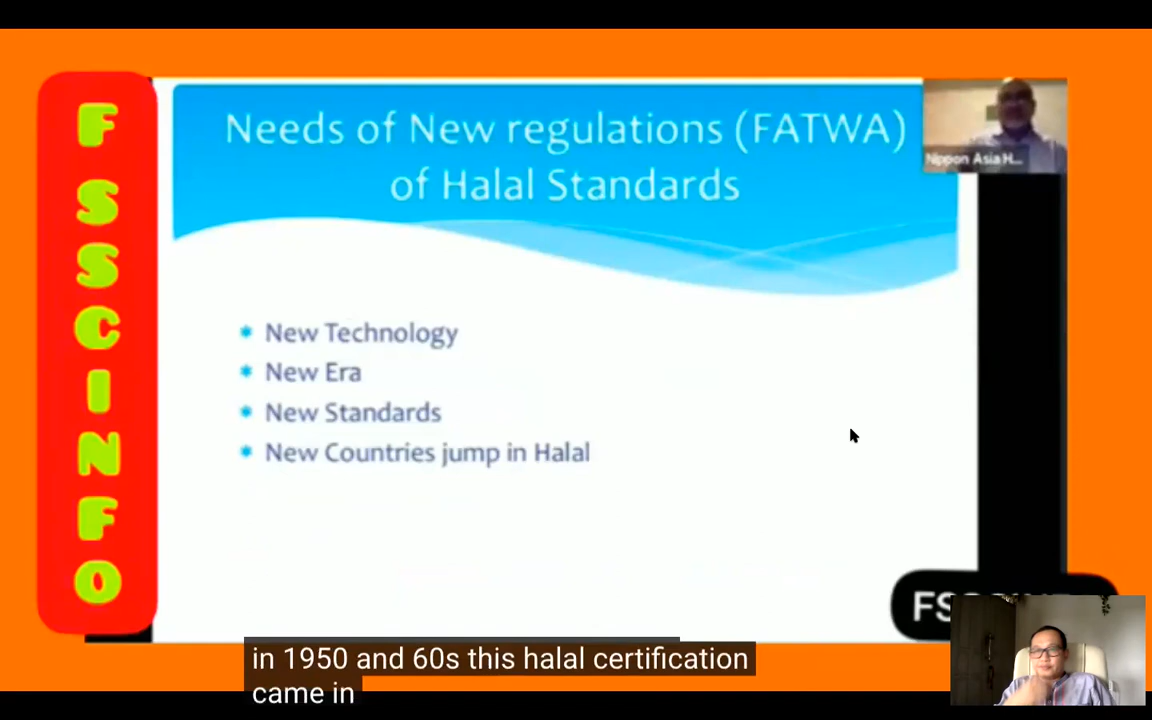 FSSCINFO
Needs of New regulations (FATWA)
of Halal Standards
Nippon Asia H...
* New Technology
* New Era
* New Standards
* New Countries jump in Halal
in 1950 and 60s this halal certification
came in